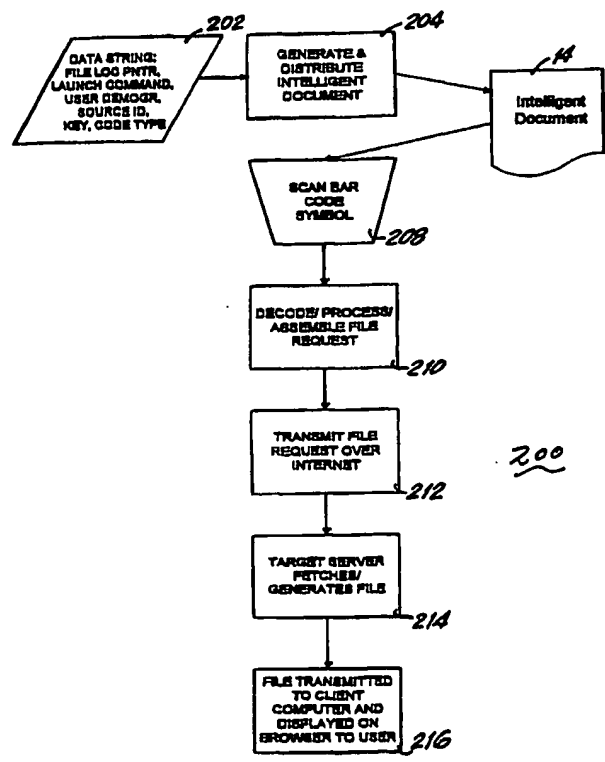 202
DATA STRING:
FILE LOC PNTR,
LAUNCH COMMAND,
USER DEMOGR,
SOURCE ID,
KEY, CODE TYPE
204
GENERATE &
DISTRIBUTE
INTELLIGENT
DOCUMENT
14
Intelligent
Document
SCAN BAR
CODE
SYMBOL
208
DECODE/ PROCESS/
ASSEMBLE FILE
REQUEST
210
TRANSMIT FILE
REQUEST OVER
INTERNET
212
200
TARGET SERVER
FETCHES/
GENERATES FILE
214
FILE TRANSMITTED
TO CLIENT
COMPUTER AND
DISPLAYED ON
BROWSER TO USER
216